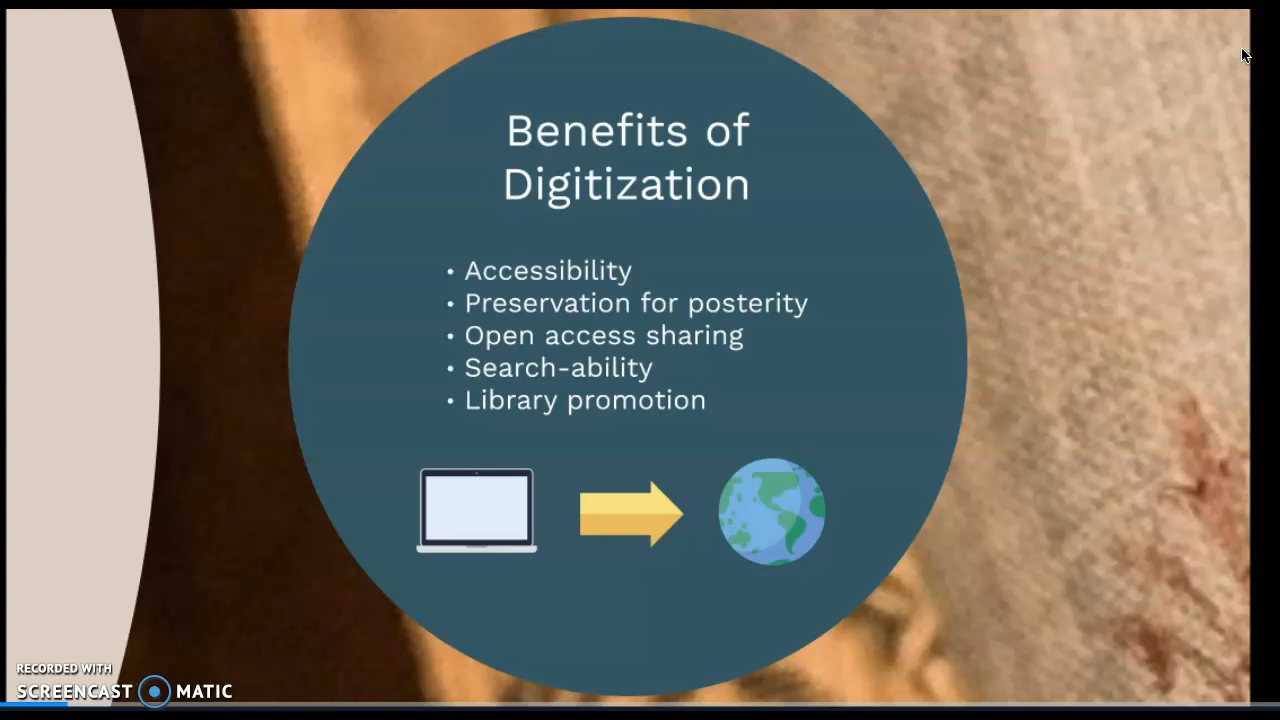 Benefits of
Digitization
• Accessibility
• Preservation for posterity
• Open access sharing
• Search-ability
• Library promotion
RECORDED WITH
SCREENCAST MATIC